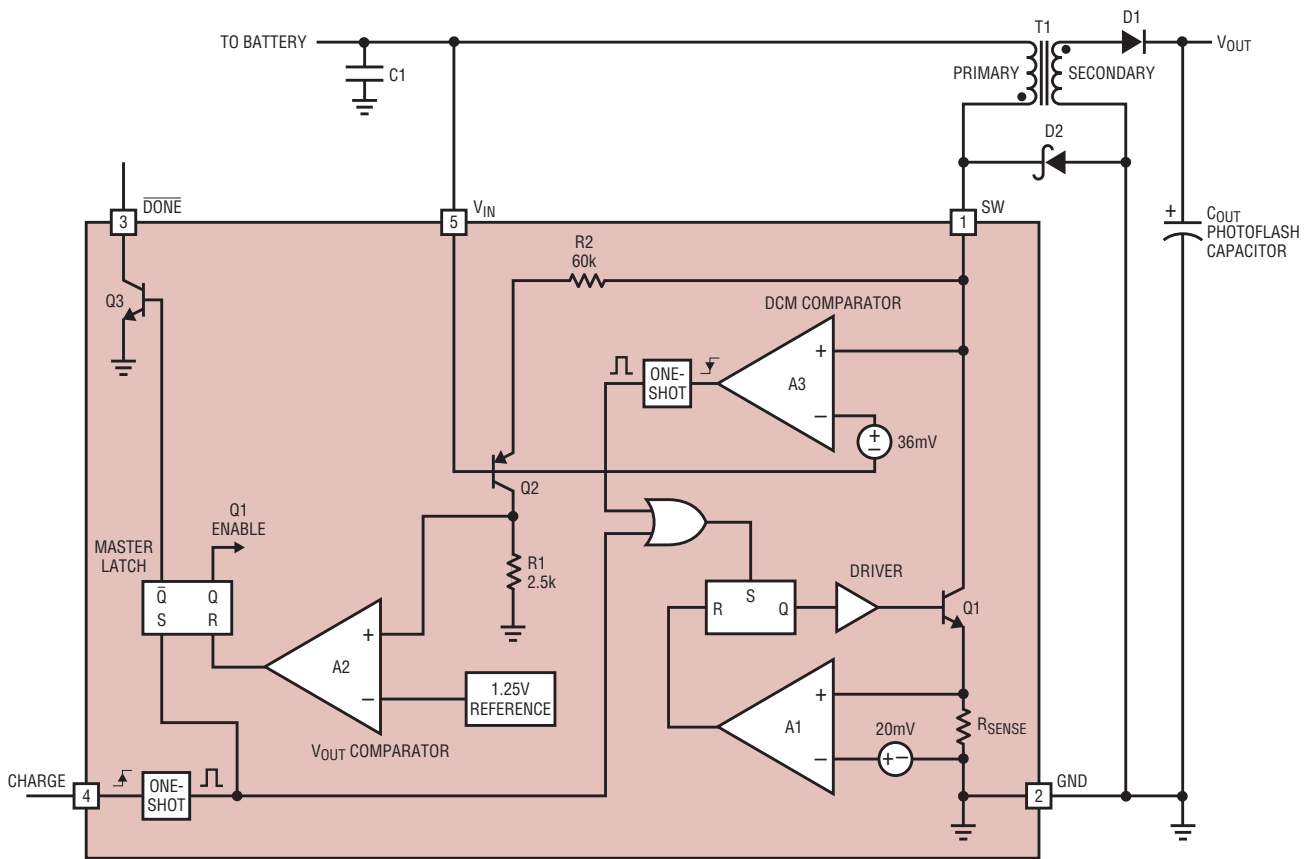 T1
D1
TO BATTERY
VOUT
C1
PRIMARY
SECONDARY
D2
DONE
VIN
SW
3
5
1
+
COUT
PHOTOFLASH
CAPACITOR
R2
60k
Q3
DCM COMPARATOR
ONE-
SHOT
A3
+
–
+
–
36mV
Q2
Q1
ENABLE
MASTER
LATCH
R1
2.5k
DRIVER
Q̅ Q
S R
R S Q
Q1
A2
+
–
1.25V
REFERENCE
VOUT COMPARATOR
A1
+
–
20mV
+–
RSENSE
CHARGE
4
ONE-
SHOT
2
GND